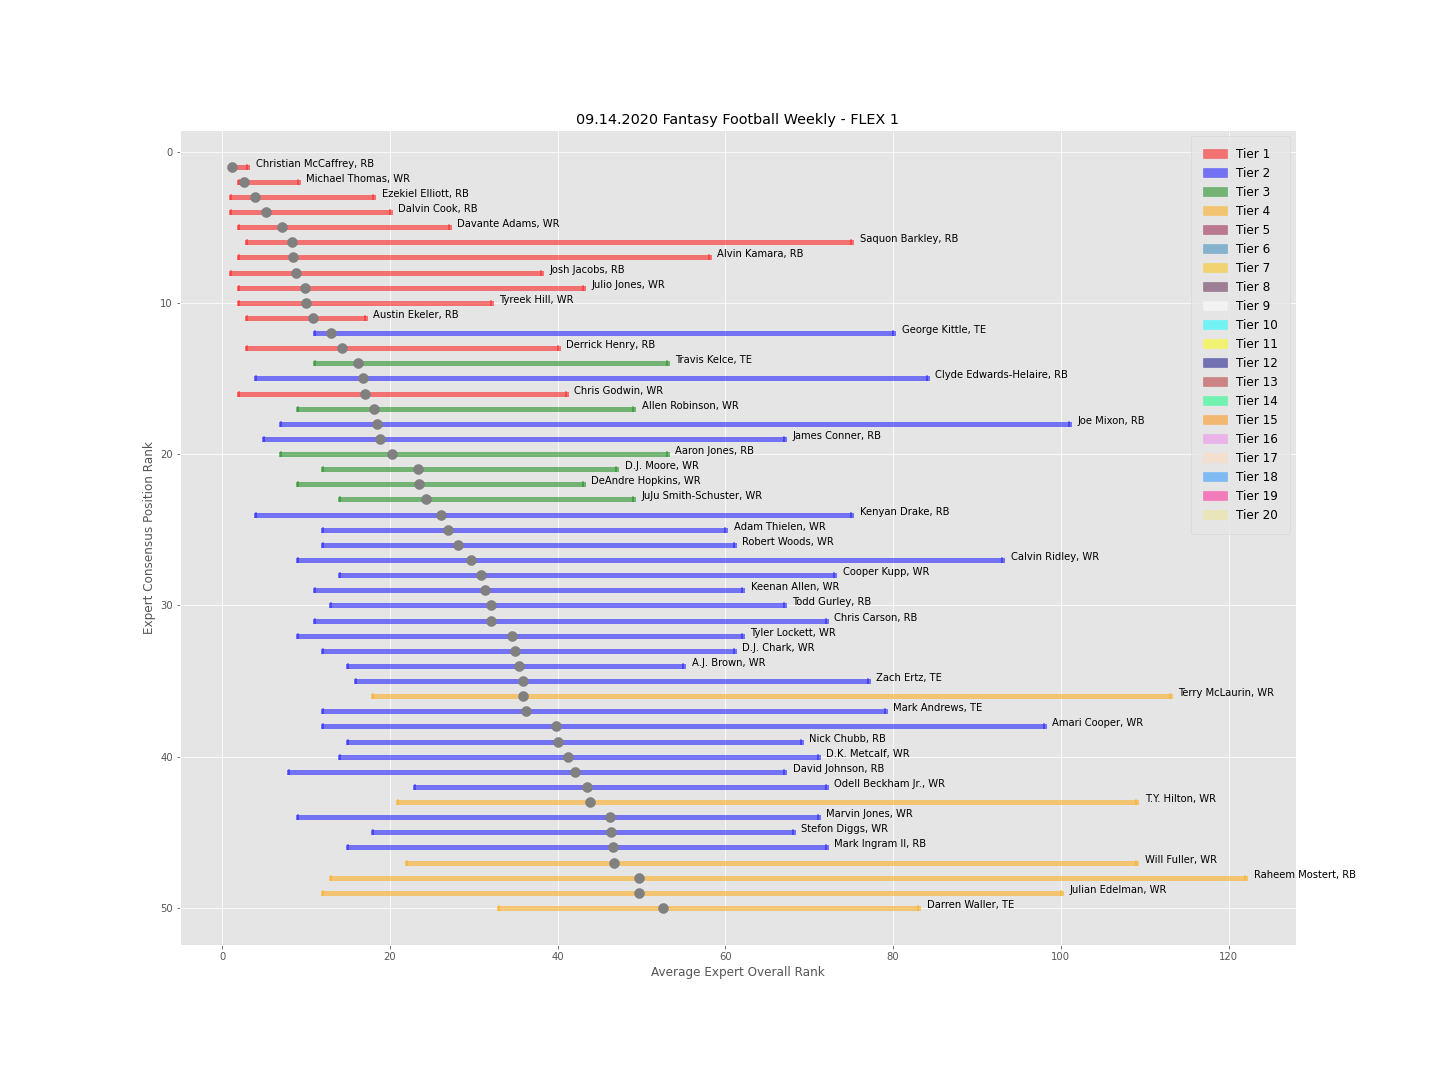 09.14.2020 Fantasy Football Weekly - FLEX 1
Christian McCaffrey, RB
Michael Thomas, WR
Ezekiel Elliott, RB
Dalvin Cook, RB
Davante Adams, WR
Saquon Barkley, RB
Alvin Kamara, RB
Josh Jacobs, RB
Julio Jones, WR
Tyreek Hill, WR
Austin Ekeler, RB
George Kittle, TE
Derrick Henry, RB
Travis Kelce, TE
Clyde Edwards-Helaire, RB
Chris Godwin, WR
Allen Robinson, WR
Joe Mixon, RB
James Conner, RB
Aaron Jones, RB
D.J. Moore, WR
DeAndre Hopkins, WR
JuJu Smith-Schuster, WR
Kenyan Drake, RB
Adam Thielen, WR
Robert Woods, WR
Calvin Ridley, WR
Cooper Kupp, WR
Keenan Allen, WR
Todd Gurley, RB
Chris Carson, RB
Tyler Lockett, WR
D.J. Chark, WR
A.J. Brown, WR
Zach Ertz, TE
Terry McLaurin, WR
Mark Andrews, TE
Amari Cooper, WR
Nick Chubb, RB
D.K. Metcalf, WR
David Johnson, RB
Odell Beckham Jr., WR
T.Y. Hilton, WR
Marvin Jones, WR
Stefon Diggs, WR
Mark Ingram II, RB
Will Fuller, WR
Raheem Mostert, RB
Julian Edelman, WR
Darren Waller, TE
Tier 1
Tier 2
Tier 3
Tier 4
Tier 5
Tier 6
Tier 7
Tier 8
Tier 9
Tier 10
Tier 11
Tier 12
Tier 13
Tier 14
Tier 15
Tier 16
Tier 17
Tier 18
Tier 19
Tier 20
Expert Consensus Position Rank
0
10
20
30
40
50
0 20 40 60 80 100 120
Average Expert Overall Rank